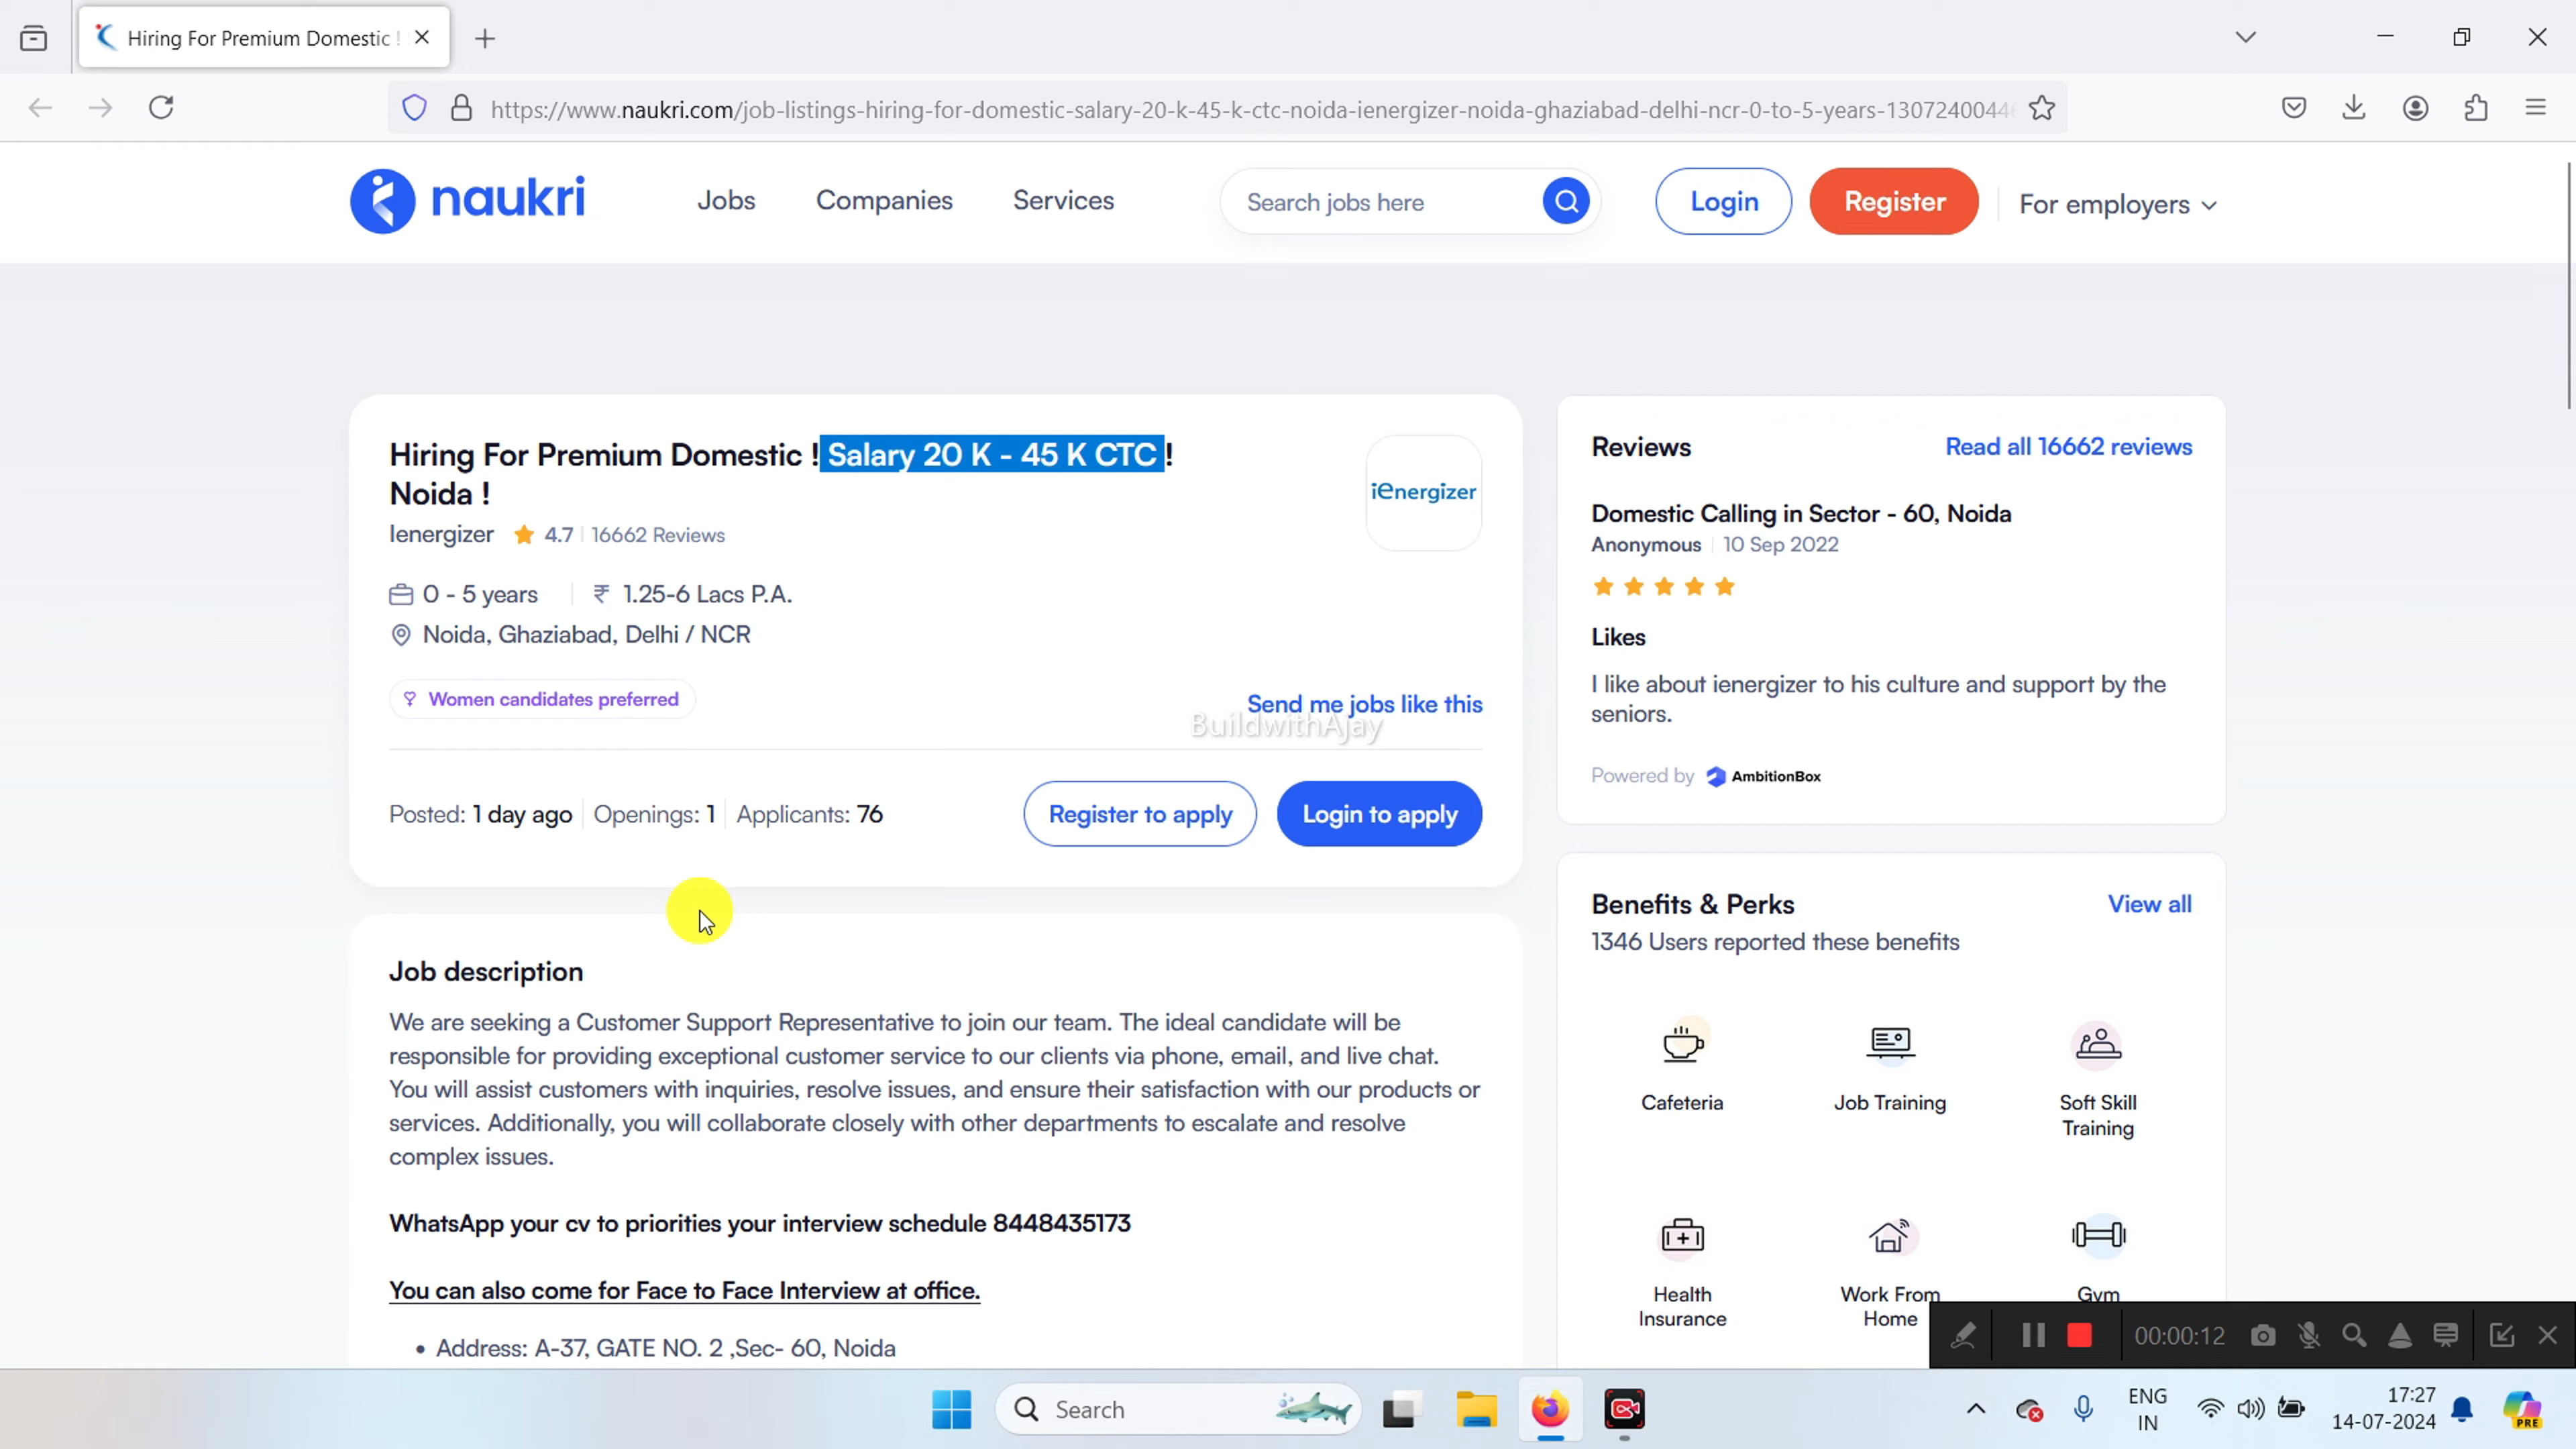 Hiring For Premium Domestic !
https://www.naukri.com/job-listings-hiring-for-domestic-salary-20-k-45-k-ctc-noida-ienergizer-noida-ghaziabad-delhi-ncr-0-to-5-years-130724004
naukri
Jobs
Companies
Services
Search jobs here
Login
Register
For employers
Hiring For Premium Domestic ! Salary 20 K - 45 K CTC !
Noida !
Ienergizer 4.7 16662 Reviews
iEnergizer
0 - 5 years ₹ 1.25-6 Lacs P.A.
Noida, Ghaziabad, Delhi / NCR
Women candidates preferred
Send me jobs like this
BuildwithAjay
Posted: 1 day ago Openings: 1 Applicants: 76
Register to apply
Login to apply
Job description
We are seeking a Customer Support Representative to join our team. The ideal candidate will be
responsible for providing exceptional customer service to our clients via phone, email, and live chat.
You will assist customers with inquiries, resolve issues, and ensure their satisfaction with our products or
services. Additionally, you will collaborate closely with other departments to escalate and resolve
complex issues.
WhatsApp your cv to priorities your interview schedule 8448435173
You can also come for Face to Face Interview at office.
• Address: A-37, GATE NO. 2 ,Sec- 60, Noida
Reviews
Read all 16662 reviews
Domestic Calling in Sector - 60, Noida
Anonymous 10 Sep 2022
Likes
I like about ienergizer to his culture and support by the
seniors.
Powered by AmbitionBox
Benefits & Perks
View all
1346 Users reported these benefits
Cafeteria
Job Training
Soft Skill
Training
Health
Insurance
Work From
Home
Gym
00:00:12
Search
ENG
IN
17:27
14-07-2024
PRE